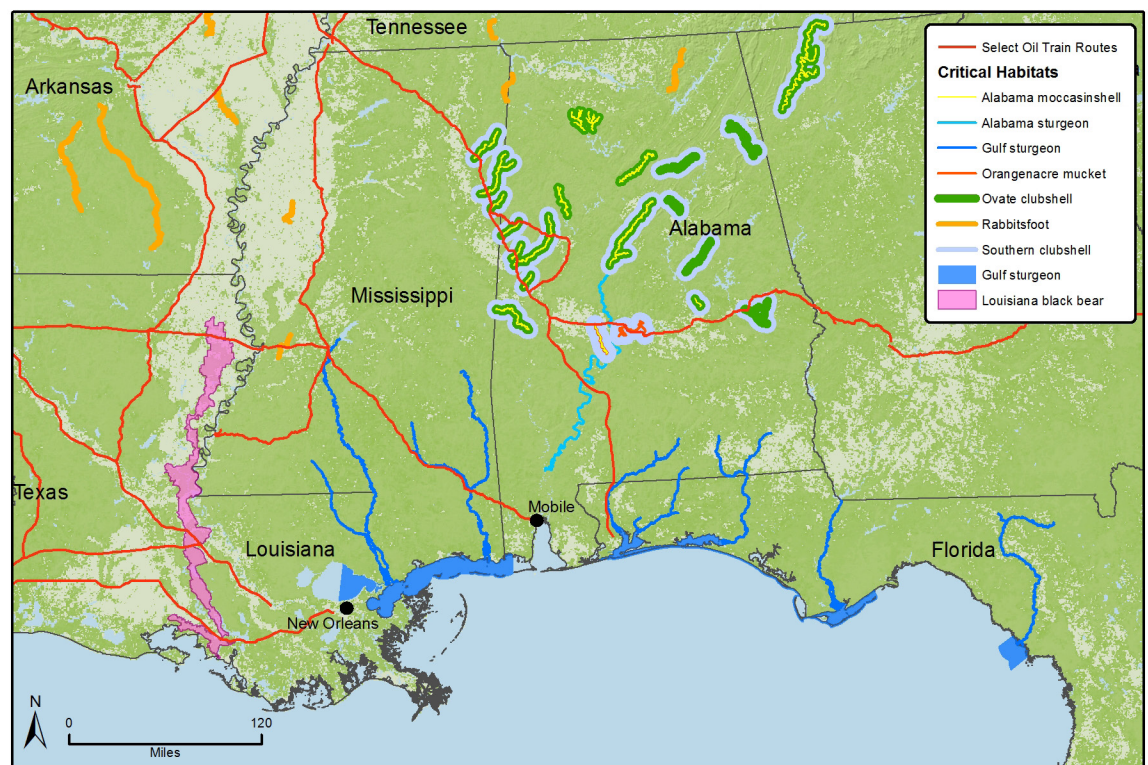 Tennessee
Arkansas
Select Oil Train Routes
Critical Habitats
Alabama moccasinshell
Alabama sturgeon
Gulf sturgeon
Orangenacre mucket
Ovate clubshell
Rabbitsfoot
Southern clubshell
Gulf sturgeon
Louisiana black bear
Alabama
Mississippi
Texas
Mobile
Louisiana
Florida
New Orleans
N
0 120
Miles